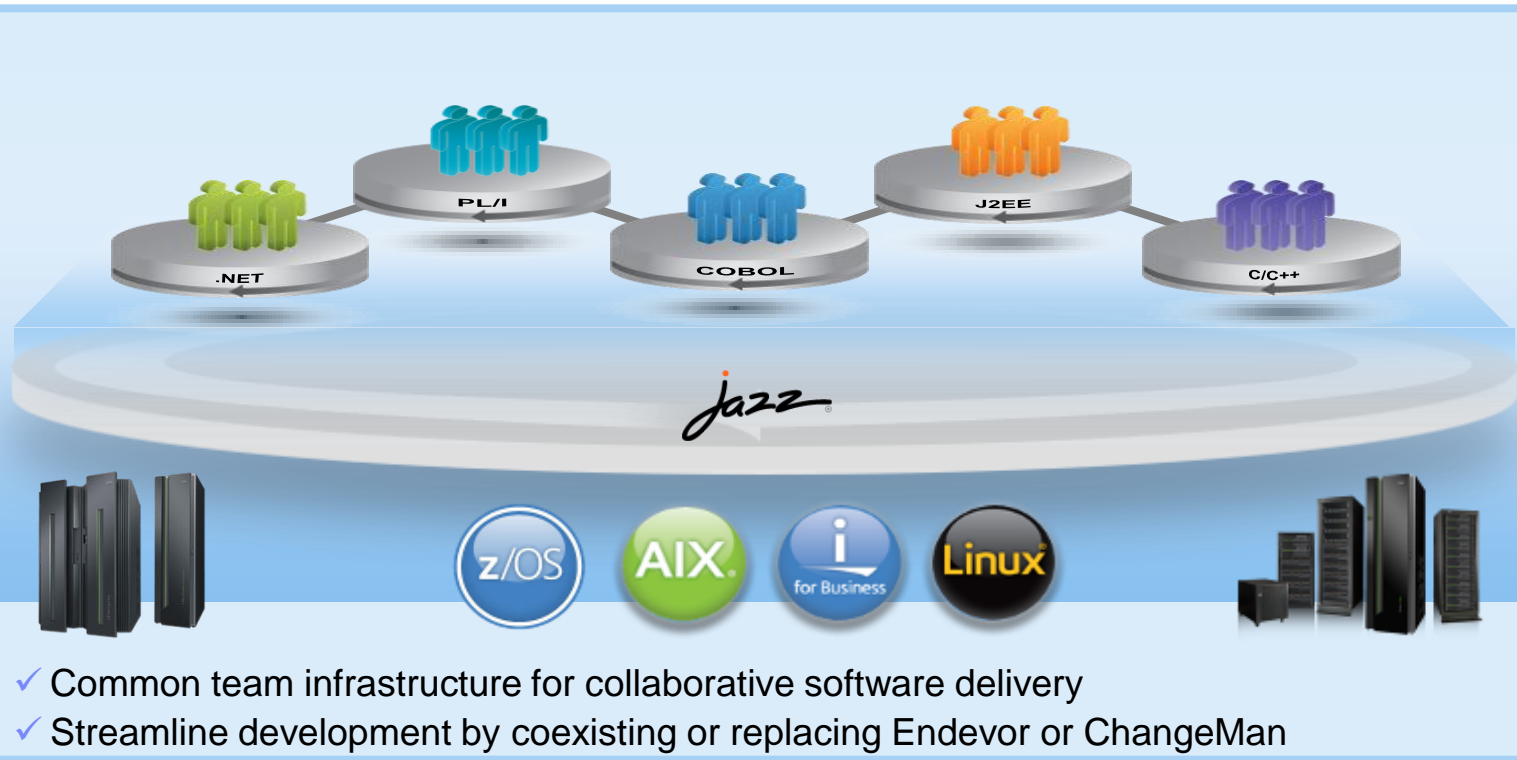 PL/I
J2EE
.NET
COBOL
C/C++
jazz®
z/OS
AIX.
i
for Business
Linux®
✓ Common team infrastructure for collaborative software delivery
✓ Streamline development by coexisting or replacing Endevor or ChangeMan